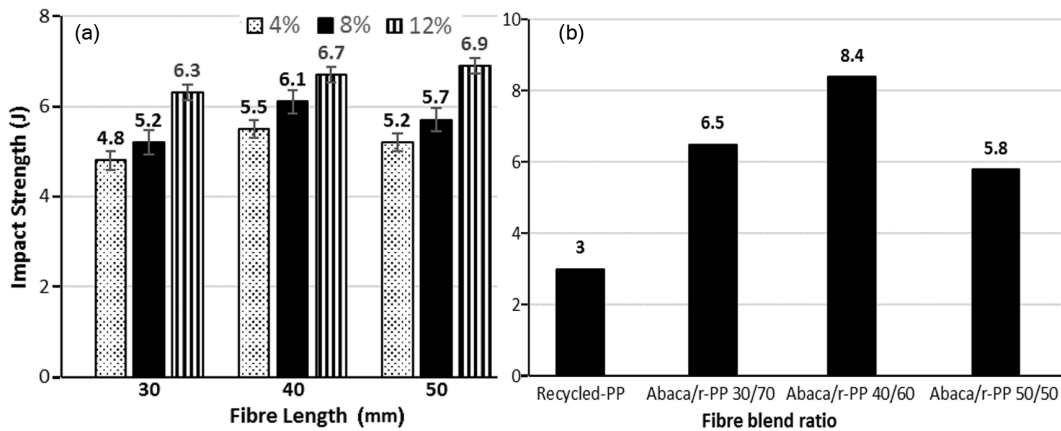 (a)
4% 8% 12%
Impact Strength (J)
8
6
4
2
0
4.8 5.2 6.3
5.5 6.1 6.7
5.2 5.7 6.9
30 40 50
Fibre Length (mm)
(b)
10
8
6
4
2
0
3 6.5 8.4 5.8
Recycled-PP Abaca/r-PP 30/70 Abaca/r-PP 40/60 Abaca/r-PP 50/50
Fibre blend ratio